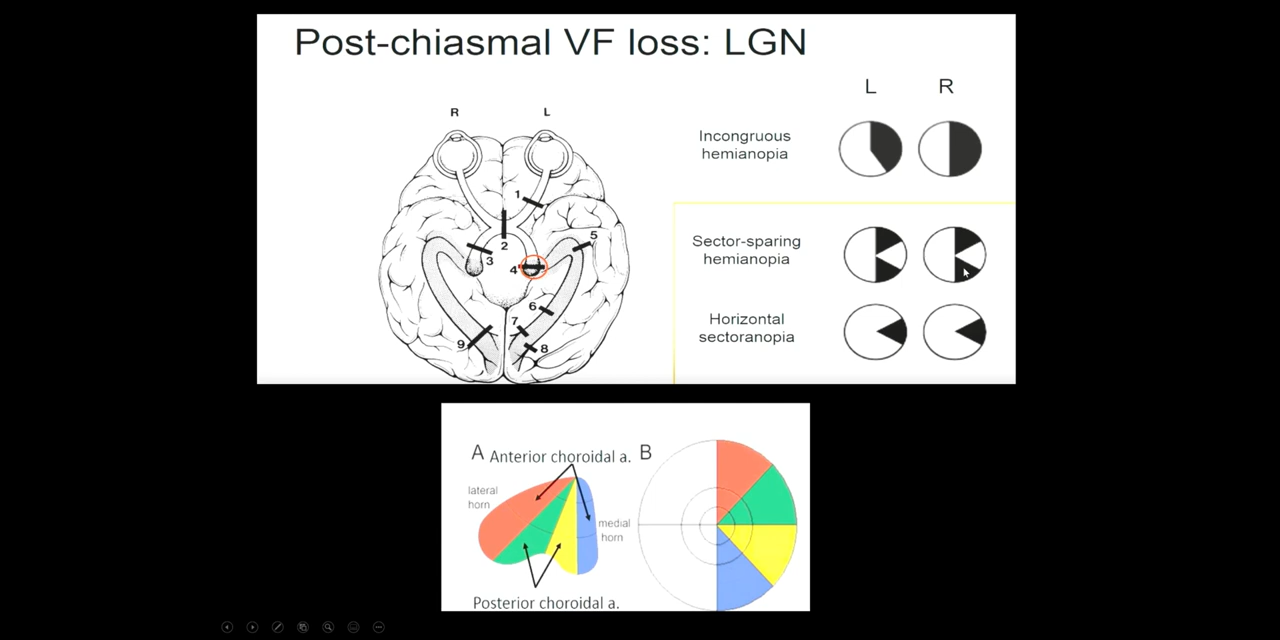 Post-chiasmal VF loss: LGN
L R
R L
Incongruous
hemianopia
1
2
3
4
5
6
7
8
9
Sector-sparing
hemianopia
Horizontal
sectoranopia
A Anterior choroidal a. B
lateral
horn
medial
horn
Posterior choroidal a.